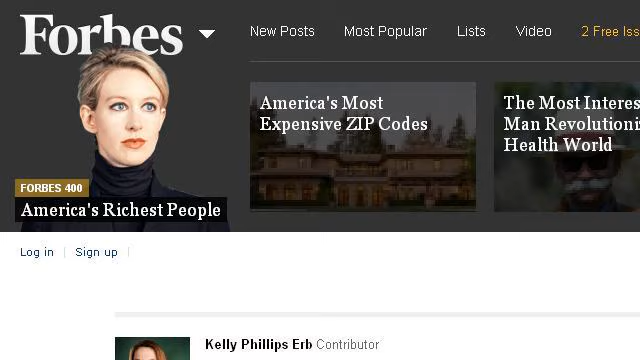 Forbes
New Posts
Most Popular
Lists
Video
2 Free Iss
America's Most
Expensive ZIP Codes
The Most Interes
Man Revolutioni
Health World
FORBES 400
America's Richest People
Log in
Sign up
Kelly Phillips Erb Contributor